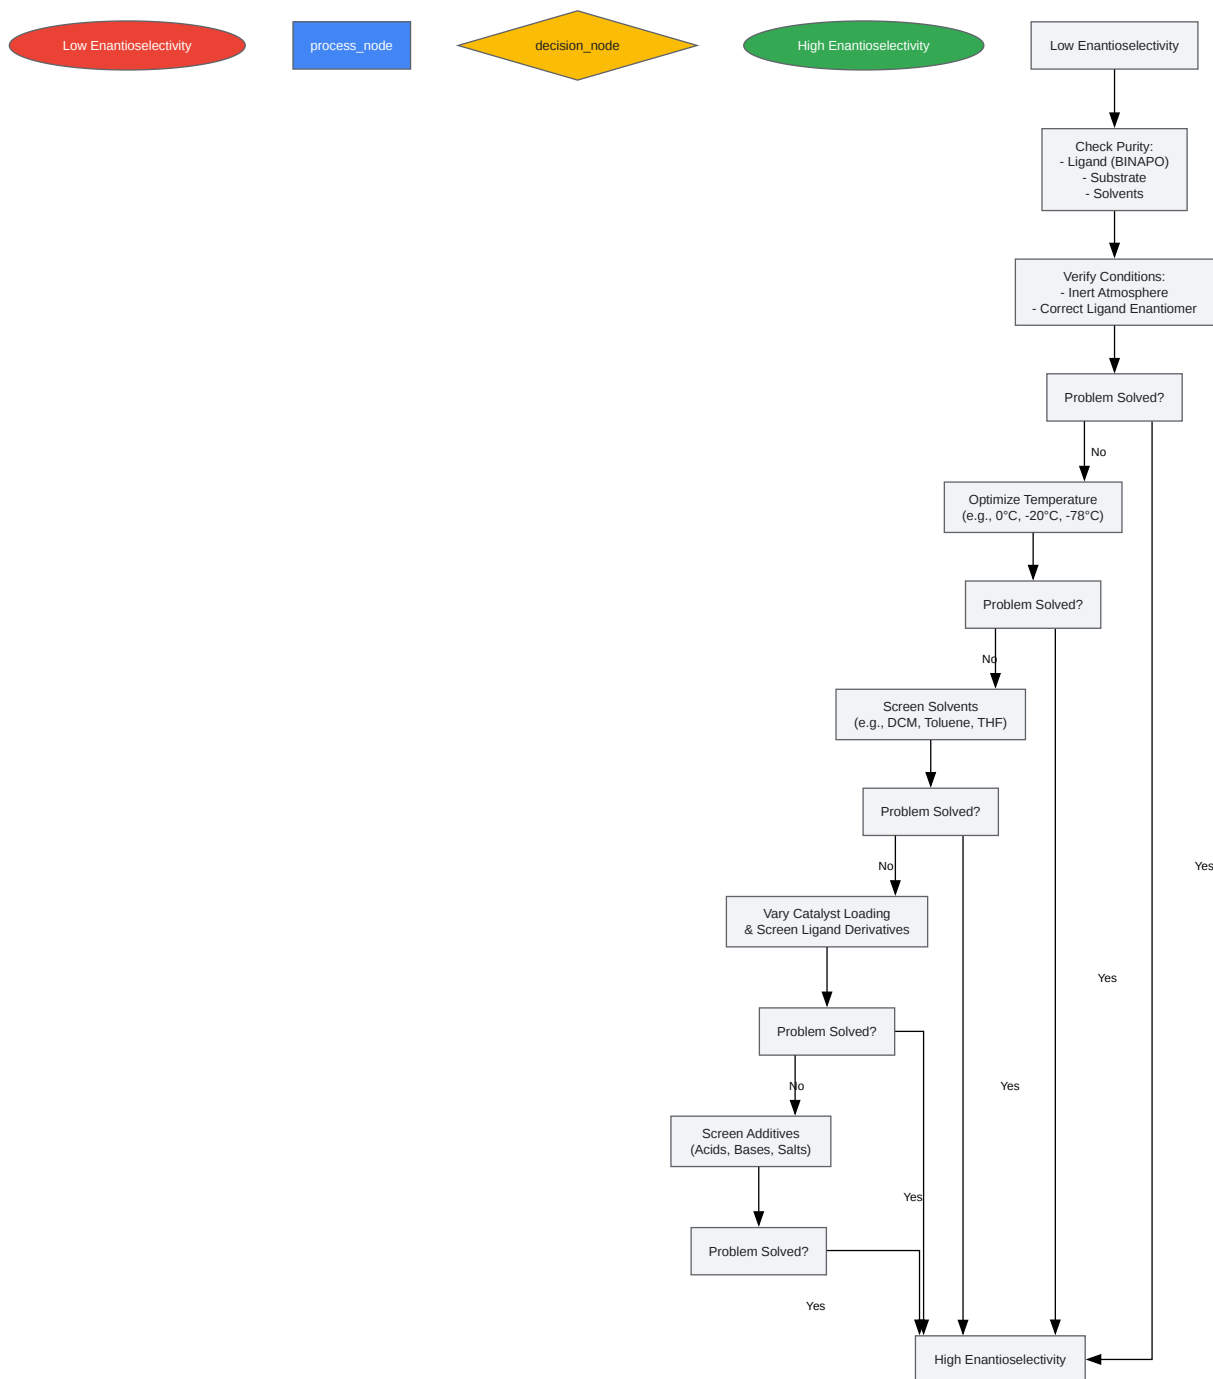 Low Enantioselectivity
process_node
decision_node
High Enantioselectivity
Low Enantioselectivity
Check Purity:
- Ligand (BINAPO)
- Substrate
- Solvents
Verify Conditions:
- Inert Atmosphere
- Correct Ligand Enantiomer
Problem Solved?
No
Optimize Temperature
(e.g., 0°C, -20°C, -78°C)
Problem Solved?
No
Screen Solvents
(e.g., DCM, Toluene, THF)
Problem Solved?
No
Yes
Vary Catalyst Loading
& Screen Ligand Derivatives
Yes
Problem Solved?
No
Yes
Screen Additives
(Acids, Bases, Salts)
Yes
Problem Solved?
Yes
High Enantioselectivity